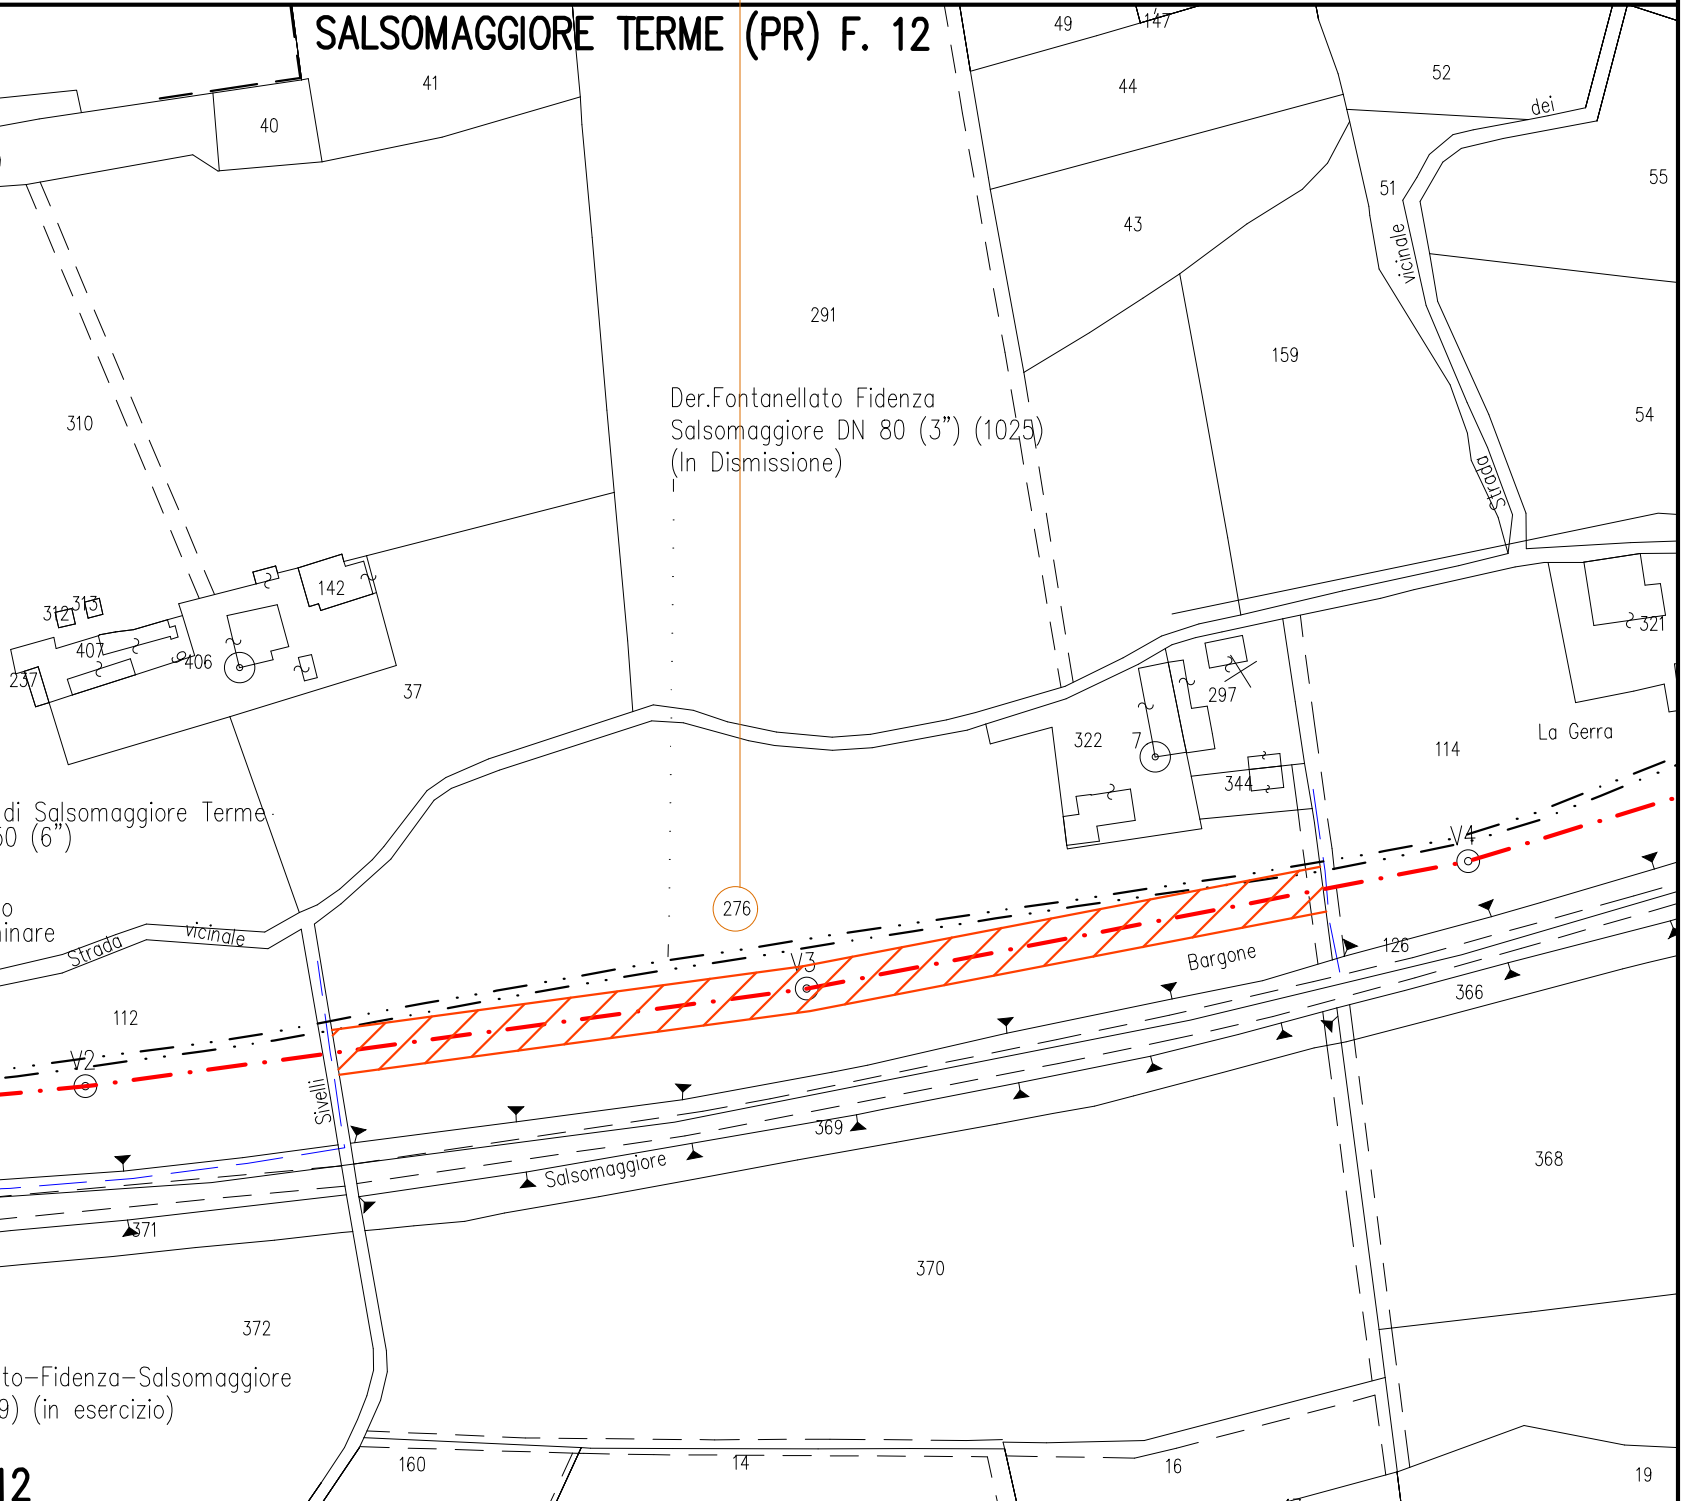 SALSOMAGGIORE TERME (PR) F. 12
49
147
41
44
52
dei
40
55
51
43
vicinale
291
159
Der.Fontanellato Fidenza
Salsomaggiore DN 80 (3") (1025)
(In Dismissione)
310
54
Strada
142
312
313
321
407
406
237
37
297
322
7
La Gerra
114
344
di Salsomaggiore Terme
50 (6")
V4
276
Strada
vicinale
126
Bargone
V3
366
112
V2
Sivelli
369
Salsomaggiore
368
371
370
372
to-Fidenza-Salsomaggiore
9) (in esercizio)
160
14
16
19
12